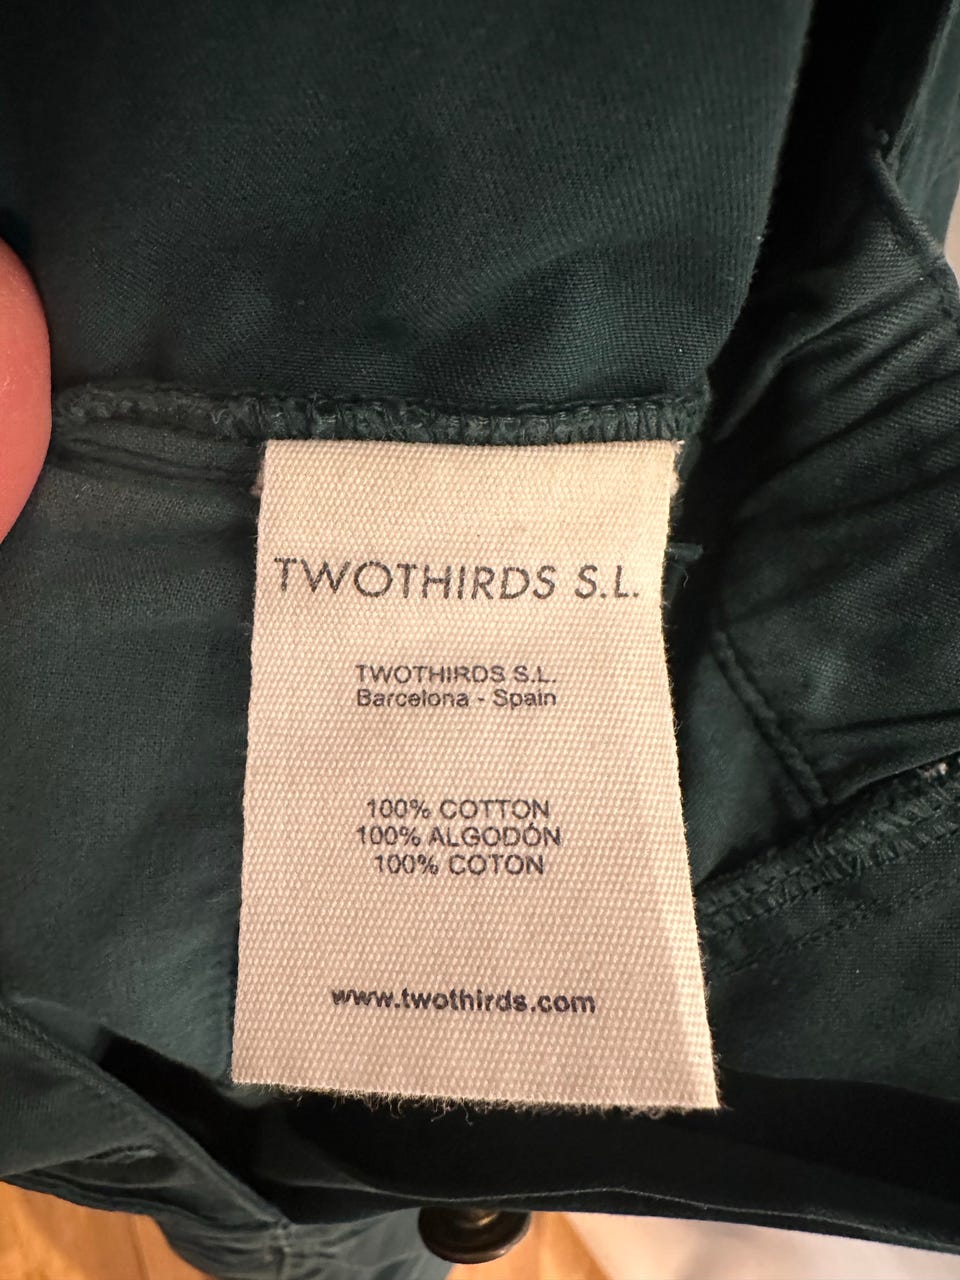 TWOTHIRDS S.L.
TWOTHIRDS S.L.
Barcelona - Spain
100% COTTON
100% ALGODÓN
100% COTON
www.twothirds.com